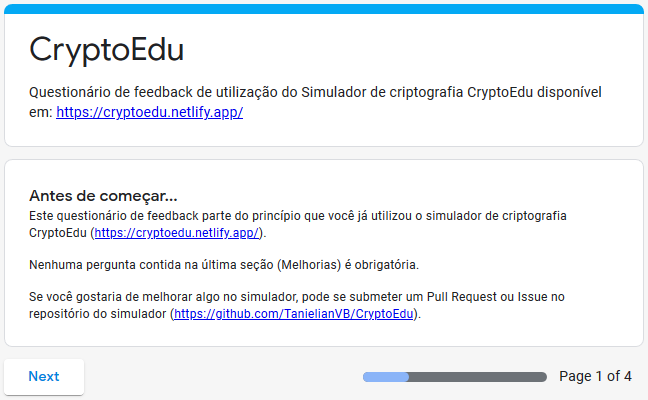 CryptoEdu
Questionário de feedback de utilização do Simulador de criptografia CryptoEdu disponível
em: https://cryptoedu.netlify.app/
Antes de começar...
Este questionário de feedback parte do princípio que você já utilizou o simulador de criptografia
CryptoEdu (https://cryptoedu.netlify.app/).
Nenhuma pergunta contida na última seção (Melhorias) é obrigatória.
Se você gostaria de melhorar algo no simulador, pode se submeter um Pull Request ou Issue no
repositório do simulador (https://github.com/TanielianVB/CryptoEdu).
Next
Page 1 of 4